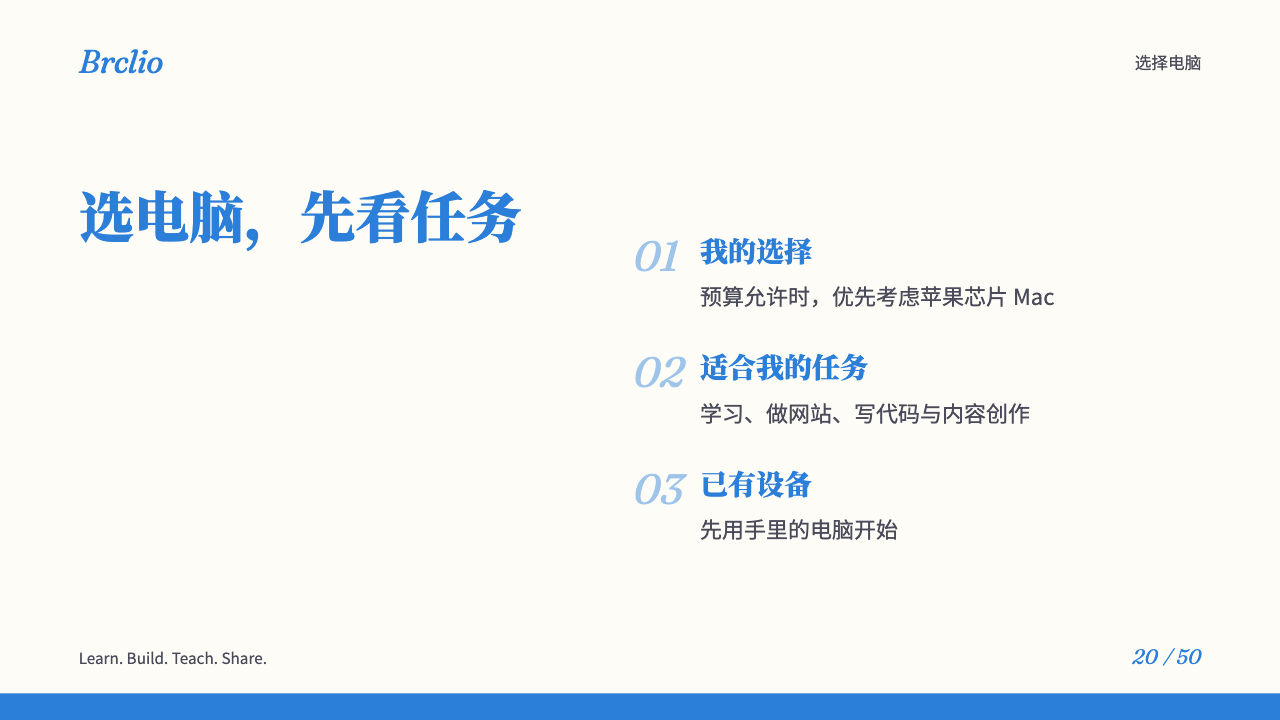 Brclio
选择电脑
选电脑，先看任务
01 我的选择
预算允许时，优先考虑苹果芯片 Mac
02 适合我的任务
学习、做网站、写代码与内容创作
03 已有设备
先用手里的电脑开始
Learn. Build. Teach. Share.
20 / 50